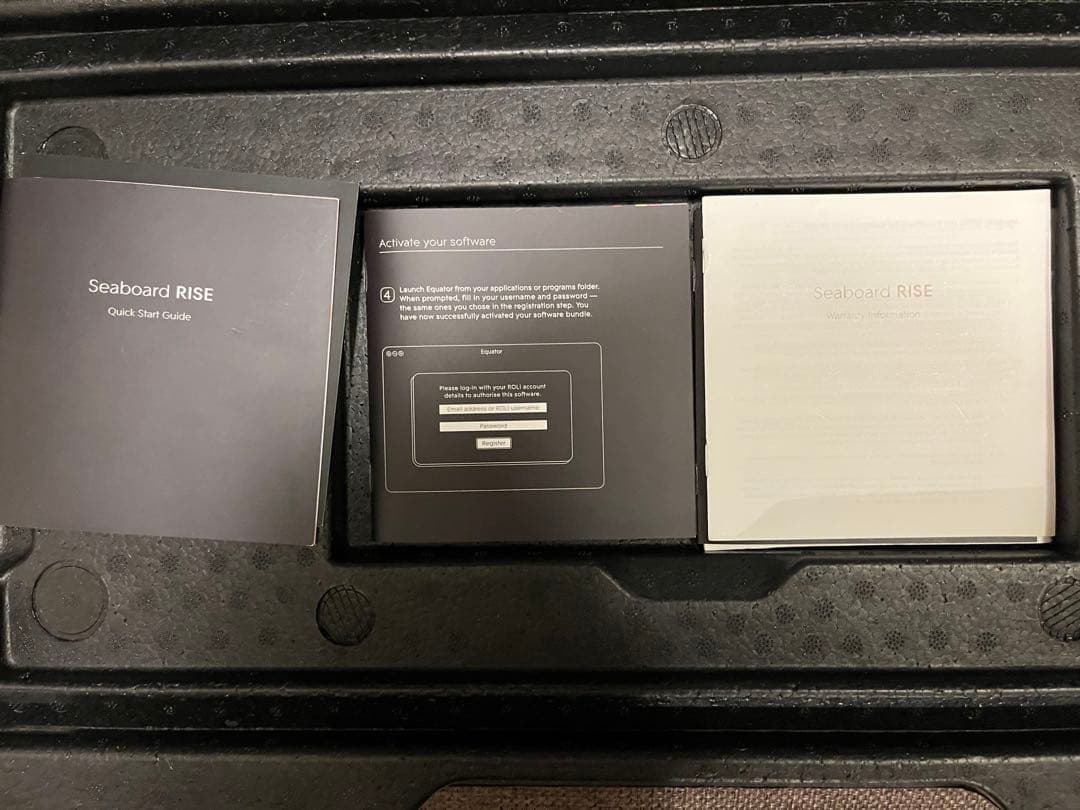 Seaboard RISE
Quick Start Guide
Activate your software
4
Launch Equator from your applications or programs folder.
When prompted, fill in your username and password —
the same ones you chose in the registration step. You
have now successfully activated your software bundle.
Equator
Please log-in with your ROLI account
details to authorise this software.
Email address or ROLI username
Password
Register
Seaboard RISE
Warranty Information